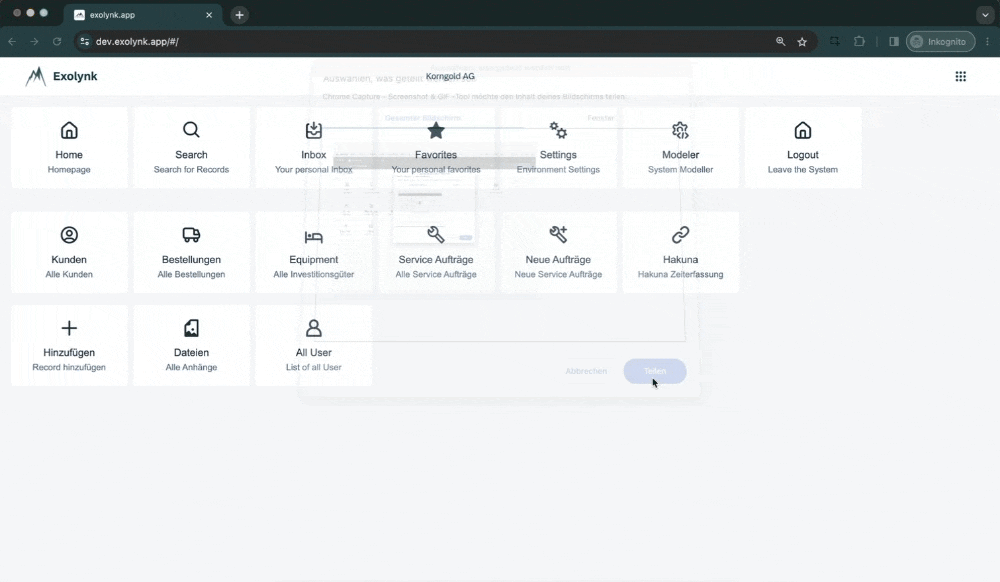 exolynk.app
dev.exolynk.app/#/
Inkognito
Exolynk
Korngold AG
Auswählen, was geteilt
Chrome Capture - Screenshot & GIF -Tool möchte den Inhalt deines Bildschirms teilen.
Gesamter Bildschirm
Fenster
Home
Homepage
Search
Search for Records
Inbox
Your personal Inbox
Favorites
Your personal favorites
Settings
Environment Settings
Modeler
System Modeller
Logout
Leave the System
Kunden
Alle Kunden
Bestellungen
Alle Bestellungen
Equipment
Alle Investitionsgüter
Service Aufträge
Alle Service Aufträge
Neue Aufträge
Neue Service Aufträge
Hakuna
Hakuna Zeiterfassung
Hinzufügen
Record hinzufügen
Dateien
Alle Anhänge
All User
List of all User
Abbrechen
Teilen